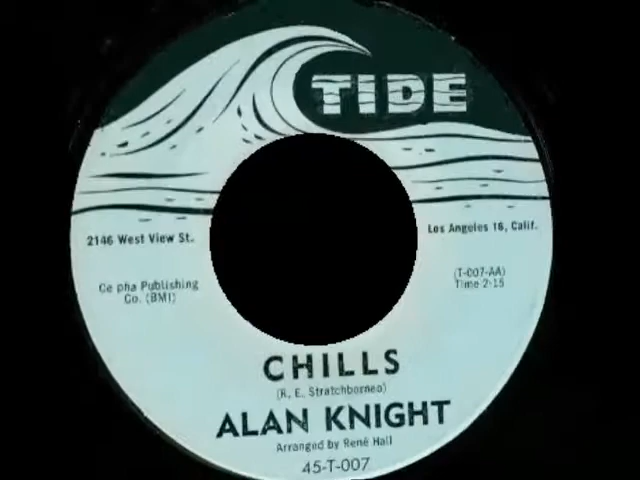 TIDE
2146 West View St.
Los Angeles 16, Calif.
Ce pha Publishing
Co. (BMI)
(T-007-AA)
Time 2-15
CHILLS
(R. E. Stratchborneo)
ALAN KNIGHT
Arranged by René Hall
45-T-007